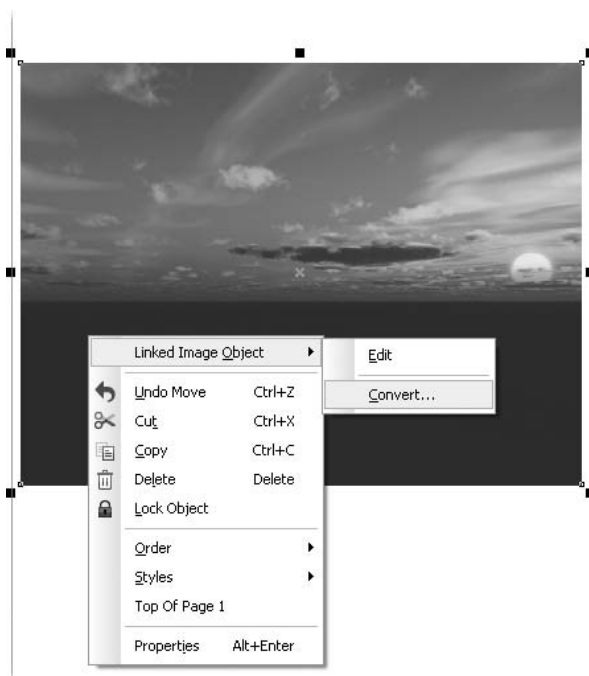 Linked Image Object
Edit
Convert...
Undo Move Ctrl+Z
Cut Ctrl+X
Copy Ctrl+C
Delete Delete
Lock Object
Order
Styles
Top Of Page 1
Properties Alt+Enter